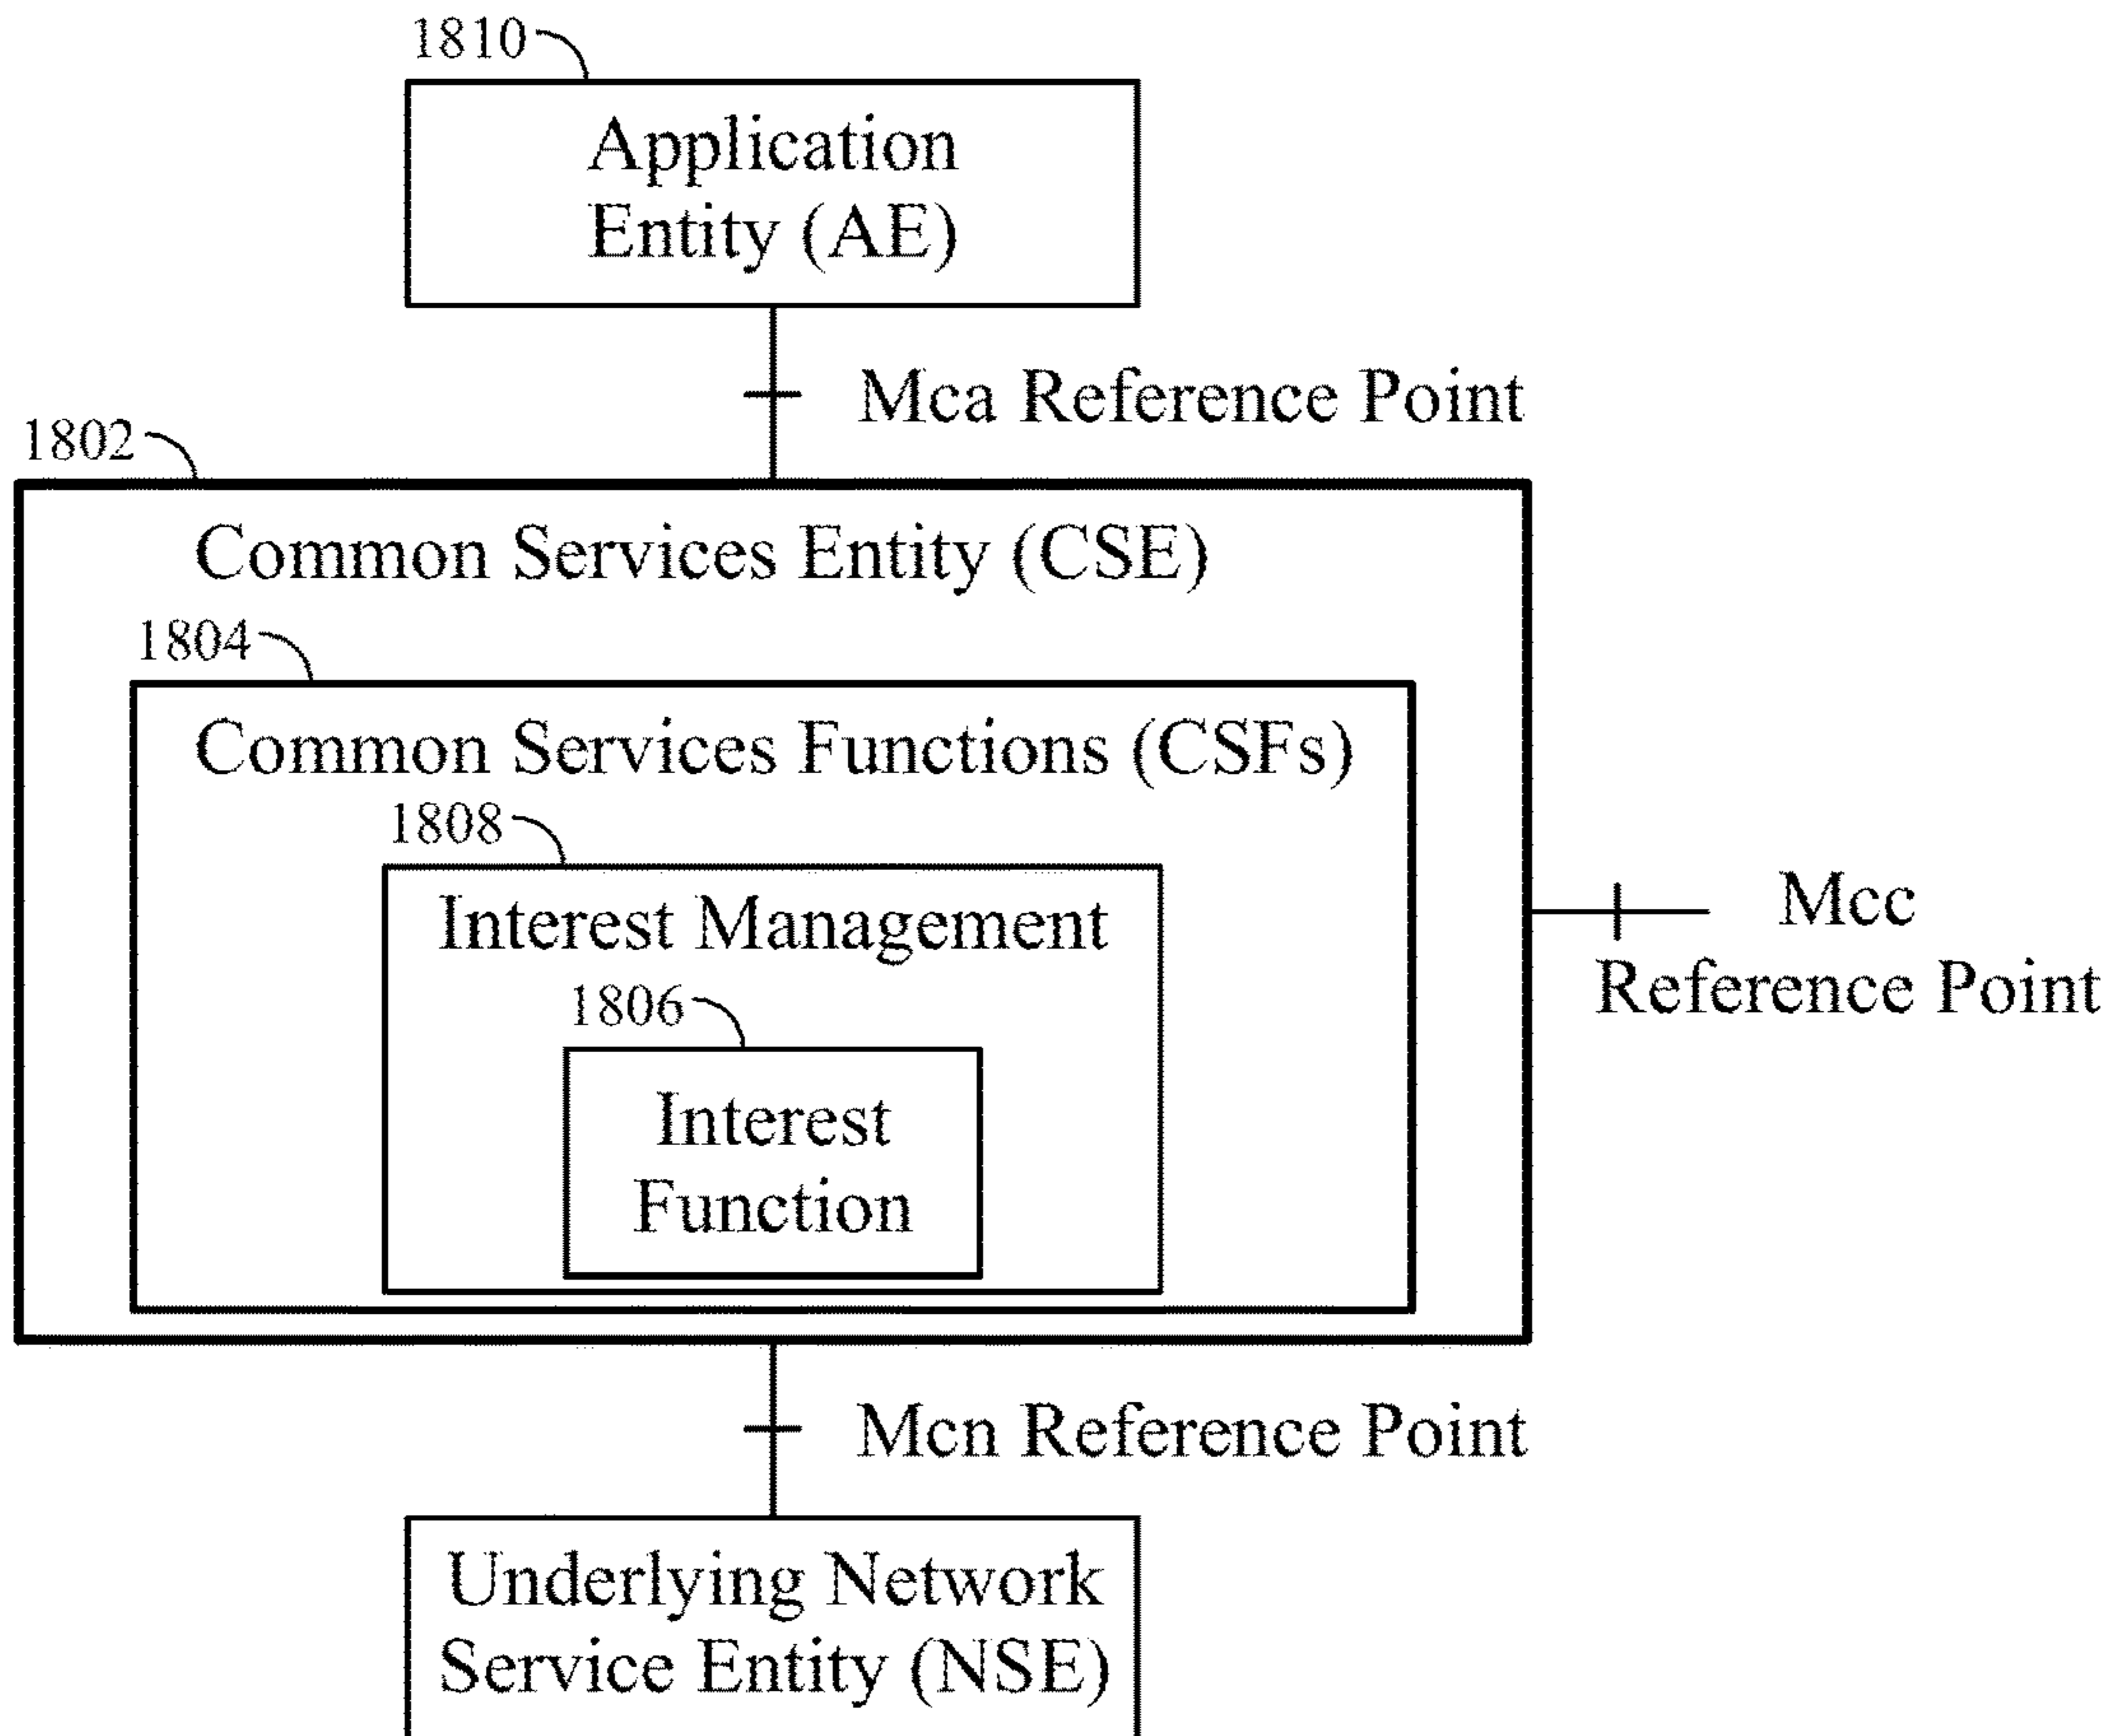 1810
Application
Entity (AE)
Mca Reference Point
1802
Common Services Entity (CSE)
1804
Common Services Functions (CSFs)
1808
Interest Management
1806
Interest
Function
Mcc
Reference Point
Mcn Reference Point
Underlying Network
Service Entity (NSE)